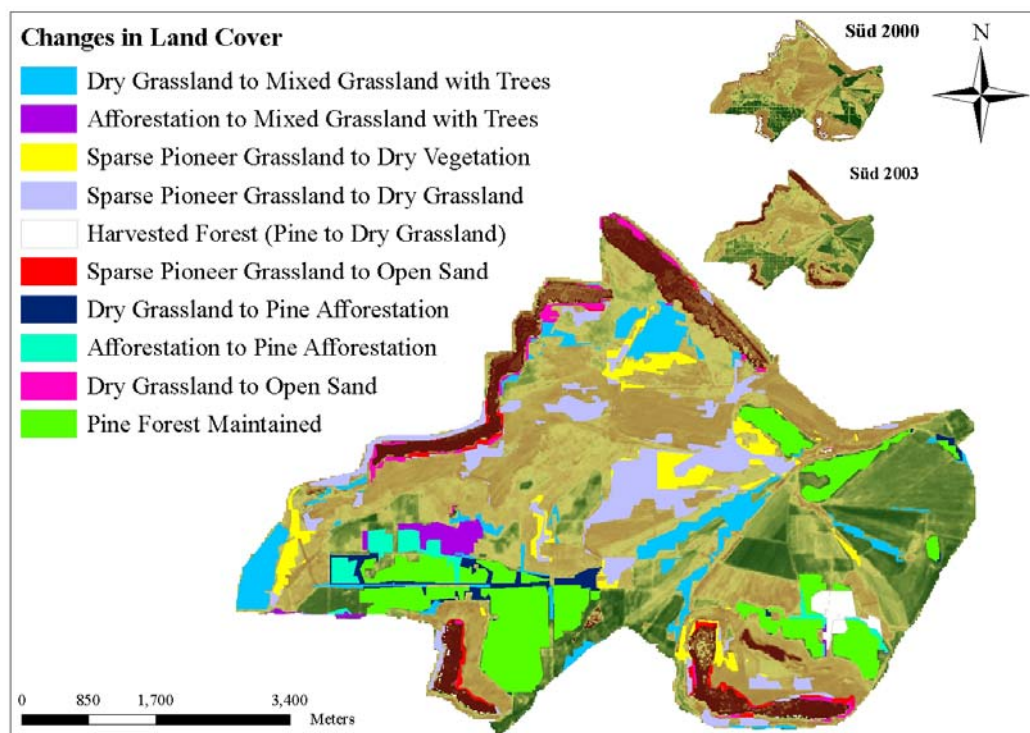 Changes in Land Cover
Dry Grassland to Mixed Grassland with Trees
Afforestation to Mixed Grassland with Trees
Sparse Pioneer Grassland to Dry Vegetation
Sparse Pioneer Grassland to Dry Grassland
Harvested Forest (Pine to Dry Grassland)
Sparse Pioneer Grassland to Open Sand
Dry Grassland to Pine Afforestation
Afforestation to Pine Afforestation
Dry Grassland to Open Sand
Pine Forest Maintained
Süd 2000
N
Süd 2003
0 850 1,700 3,400
Meters